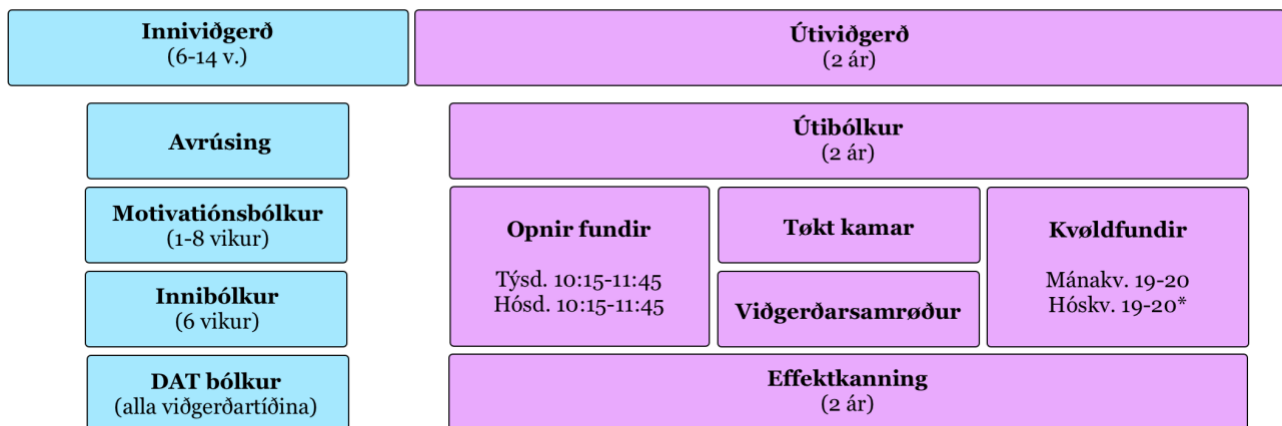 Inniviðgerð
(6-14 v.)
Útiviðgerð
(2 ár)
Avrúsing
Útibólkur
(2 ár)
Motivatiónsbólkur
(1-8 vikur)
Opnir fundir
Týsd. 10:15-11:45
Hósd. 10:15-11:45
Tøkt kamar
Kvøldfundir
Mánakv. 19-20
Hóskv. 19-20*
Innibólkur
(6 vikur)
Viðgerðarsamrøður
DAT bólkur
(alla viðgerðartíðina)
Effektkanning
(2 ár)